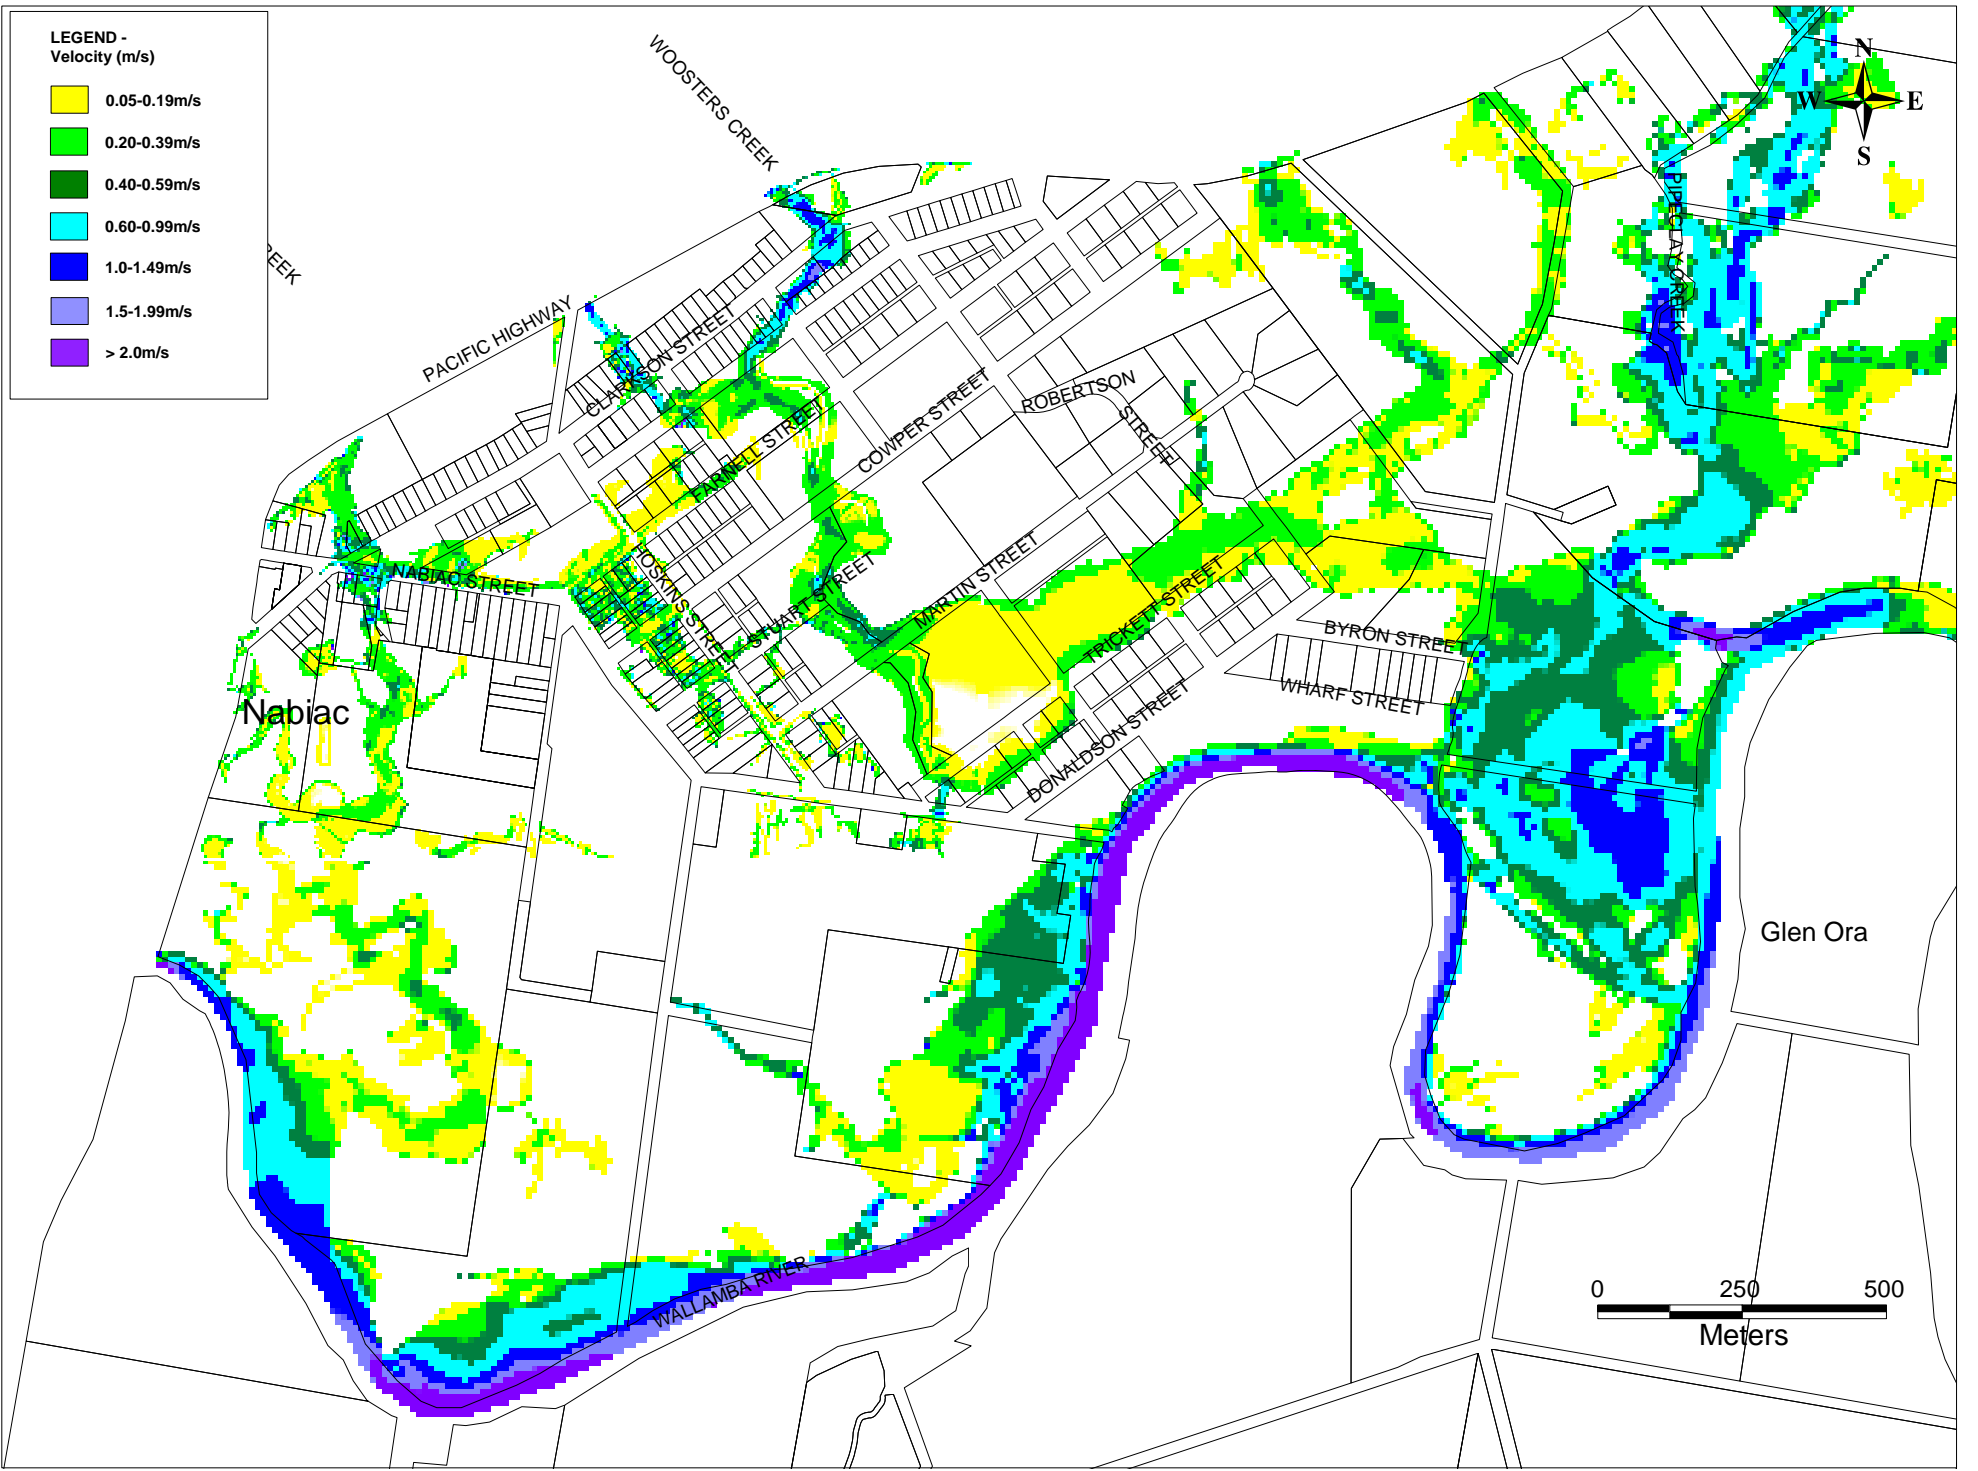 LEGEND -
Velocity (m/s)
0.05-0.19m/s
0.20-0.39m/s
0.40-0.59m/s
0.60-0.99m/s
1.0-1.49m/s
1.5-1.99m/s
> 2.0m/s
WOOSTERS CREEK
N
W E
S
PIPECLAY CREEK
EEK
PACIFIC HIGHWAY
CLARKSON STREET
FARNELL STREET
COWPER STREET
ROBERTSON
STREET
NABIAC STREET
HOSKINS STREET
STUART STREET
MARTIN STREET
TRICKETT STREET
BYRON STREET
WHARF STREET
DONALDSON STREET
Nabiac
Glen Ora
WALLAMBA RIVER
0 250 500
Meters